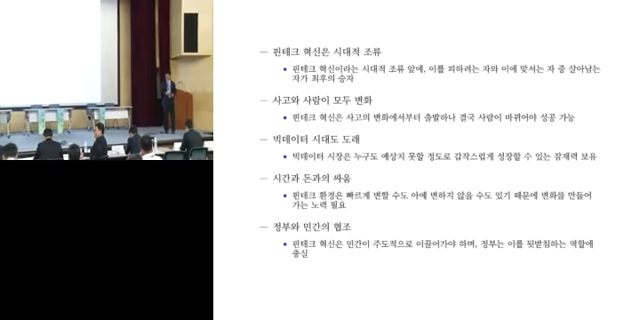 – 핀테크 혁신은 시대적 조류
• 핀테크 혁신이라는 시대적 조류 앞에, 이를 피하려는 자와 이에 맞서는 자 중 살아남는
자가 최후의 승자
– 사고와 사람이 모두 변화
• 핀테크 혁신은 사고의 변화에서부터 출발하나 결국 사람이 바뀌어야 성공 가능
– 빅데이터 시대도 도래
• 빅데이터 시장은 누구도 예상치 못할 정도로 갑작스럽게 성장할 수 있는 잠재력 보유
– 시간과 돈과의 싸움
• 핀테크 환경은 빠르게 변할 수도 아예 변하지 않을 수도 있기 때문에 변화를 만들어
가는 노력 필요
– 정부와 민간의 협조
• 핀테크 혁신은 민간이 주도적으로 이끌어가야 하며, 정부는 이를 뒷받침하는 역할에
충실